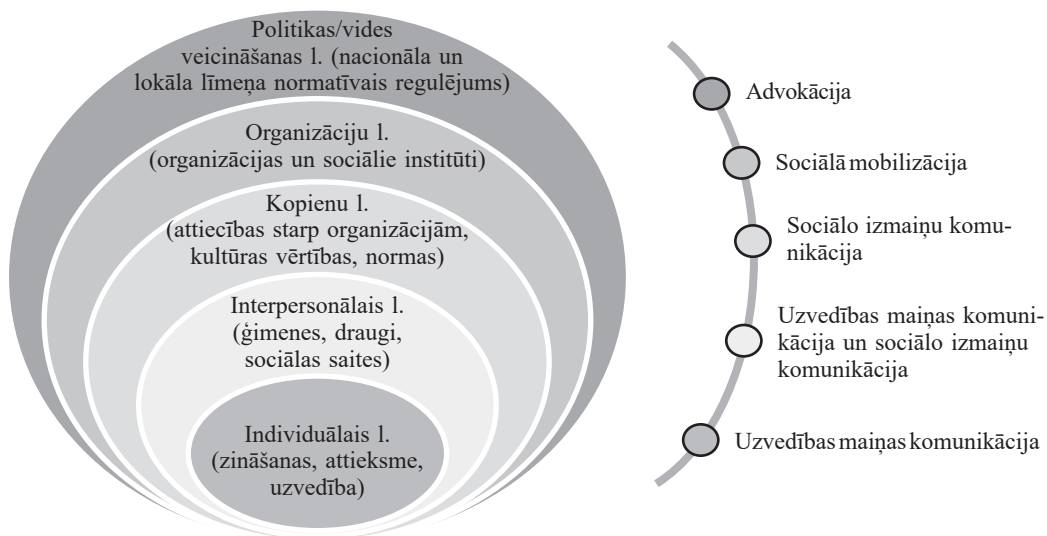 Politikas/vides
veicināšanas l. (nacionāla un
lokāla līmeņa normatīvais regulējums)
Organizāciju l.
(organizācijas un sociālie institūti)
Kopienu l.
(attiecības starp organizācijām,
kultūras vērtības, normas)
Interpersonālais l.
(ģimenes, draugi,
sociālas saites)
Individuālais l.
(zināšanas, attieksme,
uzvedība)
Advokācija
Sociālā mobilizācija
Sociālo izmaiņu komu-
nikācija
Uzvedības maiņas komuni-
kācija un sociālo izmaiņu
komunikācija
Uzvedības maiņas komunikācija